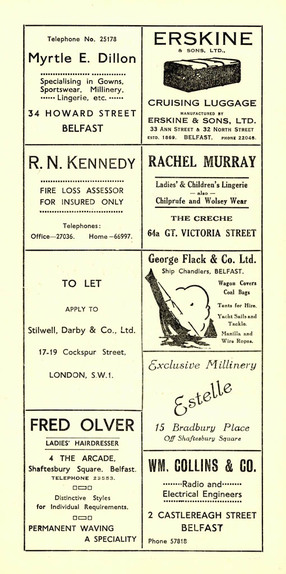 Telephone No. 25178
Myrtle E. Dillon
Specialising in Gowns,
Sportswear, Millinery,
Lingerie, etc.
34 HOWARD STREET
BELFAST
R. N. KENNEDY
FIRE LOSS ASSESSOR
FOR INSURED ONLY
Telephones:
Office—27036. Home—66997.
TO LET
APPLY TO
Stilwell, Darby & Co., Ltd.
17-19 Cockspur Street,
LONDON, S.W.1.
FRED OLVER
LADIES' HAIRDRESSER
4 THE ARCADE,
Shaftesbury Square, Belfast.
TELEPHONE 22583.
Distinctive Styles
for Individual Requirements.
PERMANENT WAVING
A SPECIALITY
ERSKINE
& SONS, LTD.,
CRUISING LUGGAGE
MANUFACTURED BY
ERSKINE & SONS, LTD.
33 ANN STREET & 32 NORTH STREET
ESTD. 1869. BELFAST. PHONE 22048.
RACHEL MURRAY
Ladies' & Children's Lingerie
— also —
Chilprufe and Wolsey Wear
THE CRECHE
64a GT. VICTORIA STREET
George Flack & Co. Ltd.
Ship Chandlers, BELFAST.
Wagon Covers
Coal Bags
Tents for Hire.
Yacht Sails and
Tackle.
Manilla and
Wire Ropes.
Exclusive Millinery
Estelle
15 Bradbury Place
Off Shaftesbury Square
WM. COLLINS & CO.
Radio and
Electrical Engineers
2 CASTLEREAGH STREET
BELFAST
Phone 57818